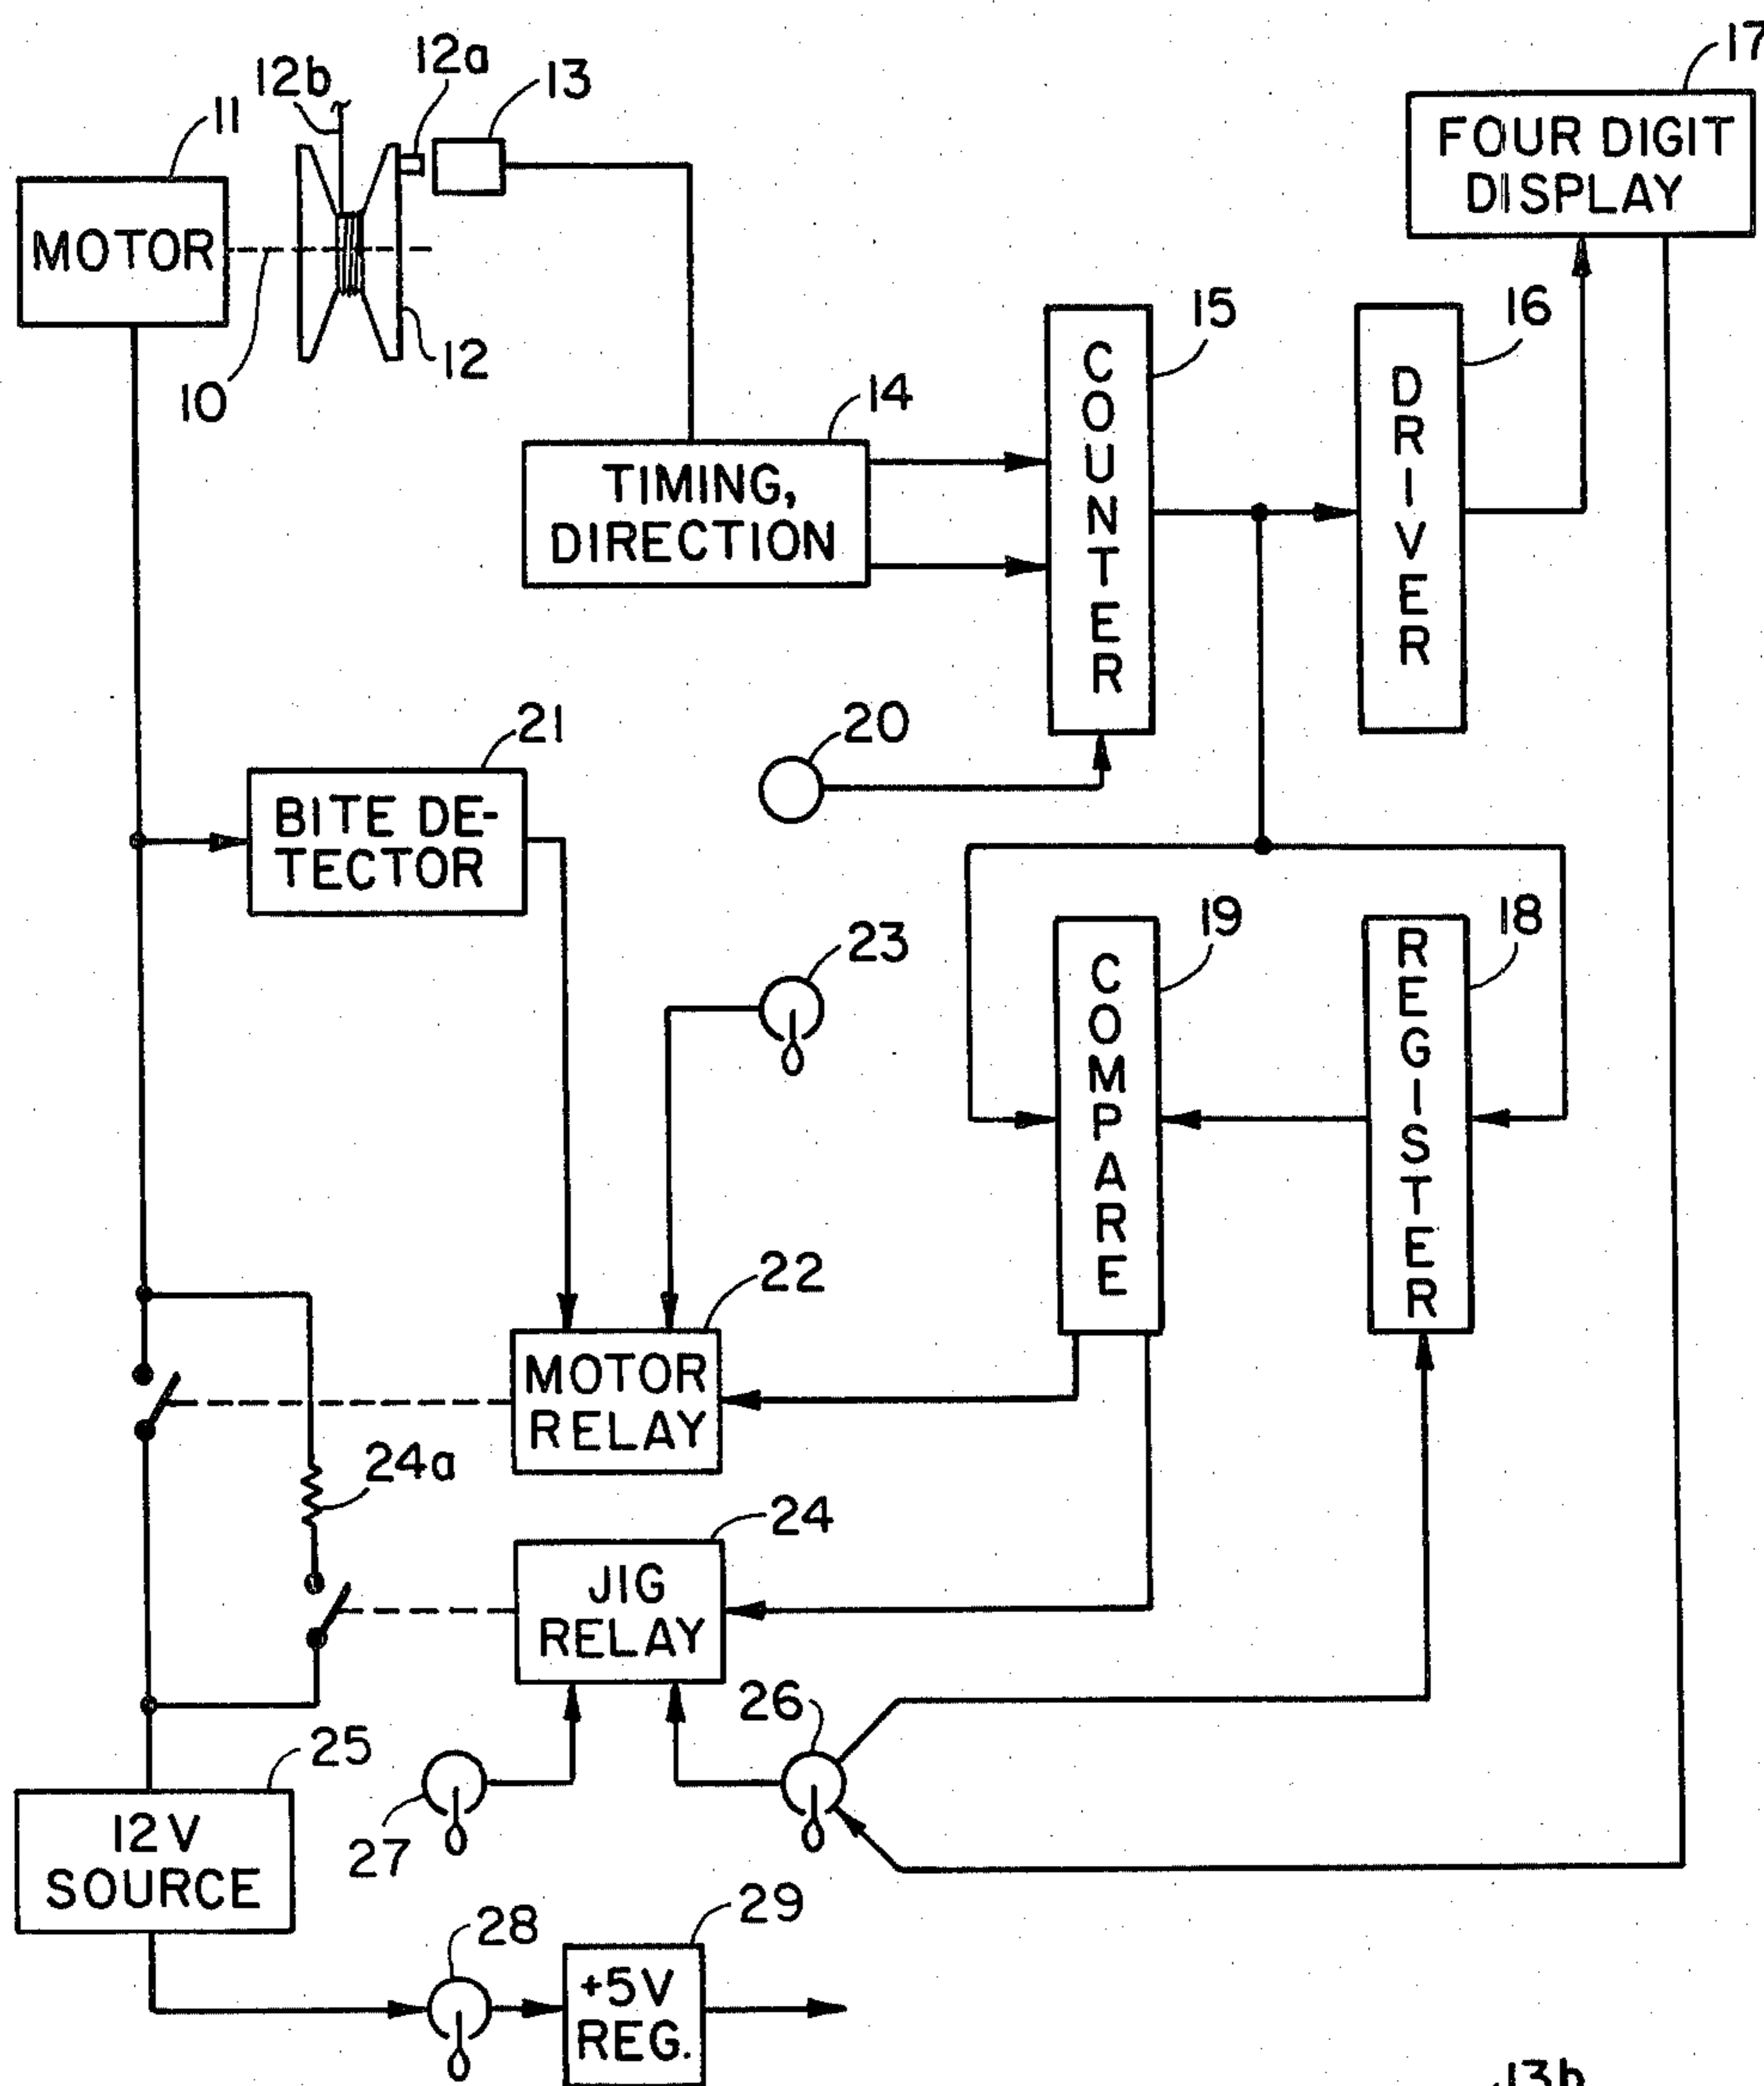 17
12a
12b
13
11
FOUR DIGIT
DISPLAY
MOTOR
15
16
12
10
14
COUNTER
DRIVER
TIMING,
DIRECTION
21
20
BITE DE-
TECTOR
19
18
23
COMPARE
REGISTER
22
MOTOR
RELAY
24a
24
JIG
RELAY
26
25
27
12V
SOURCE
28
29
+5V
REG.
13b